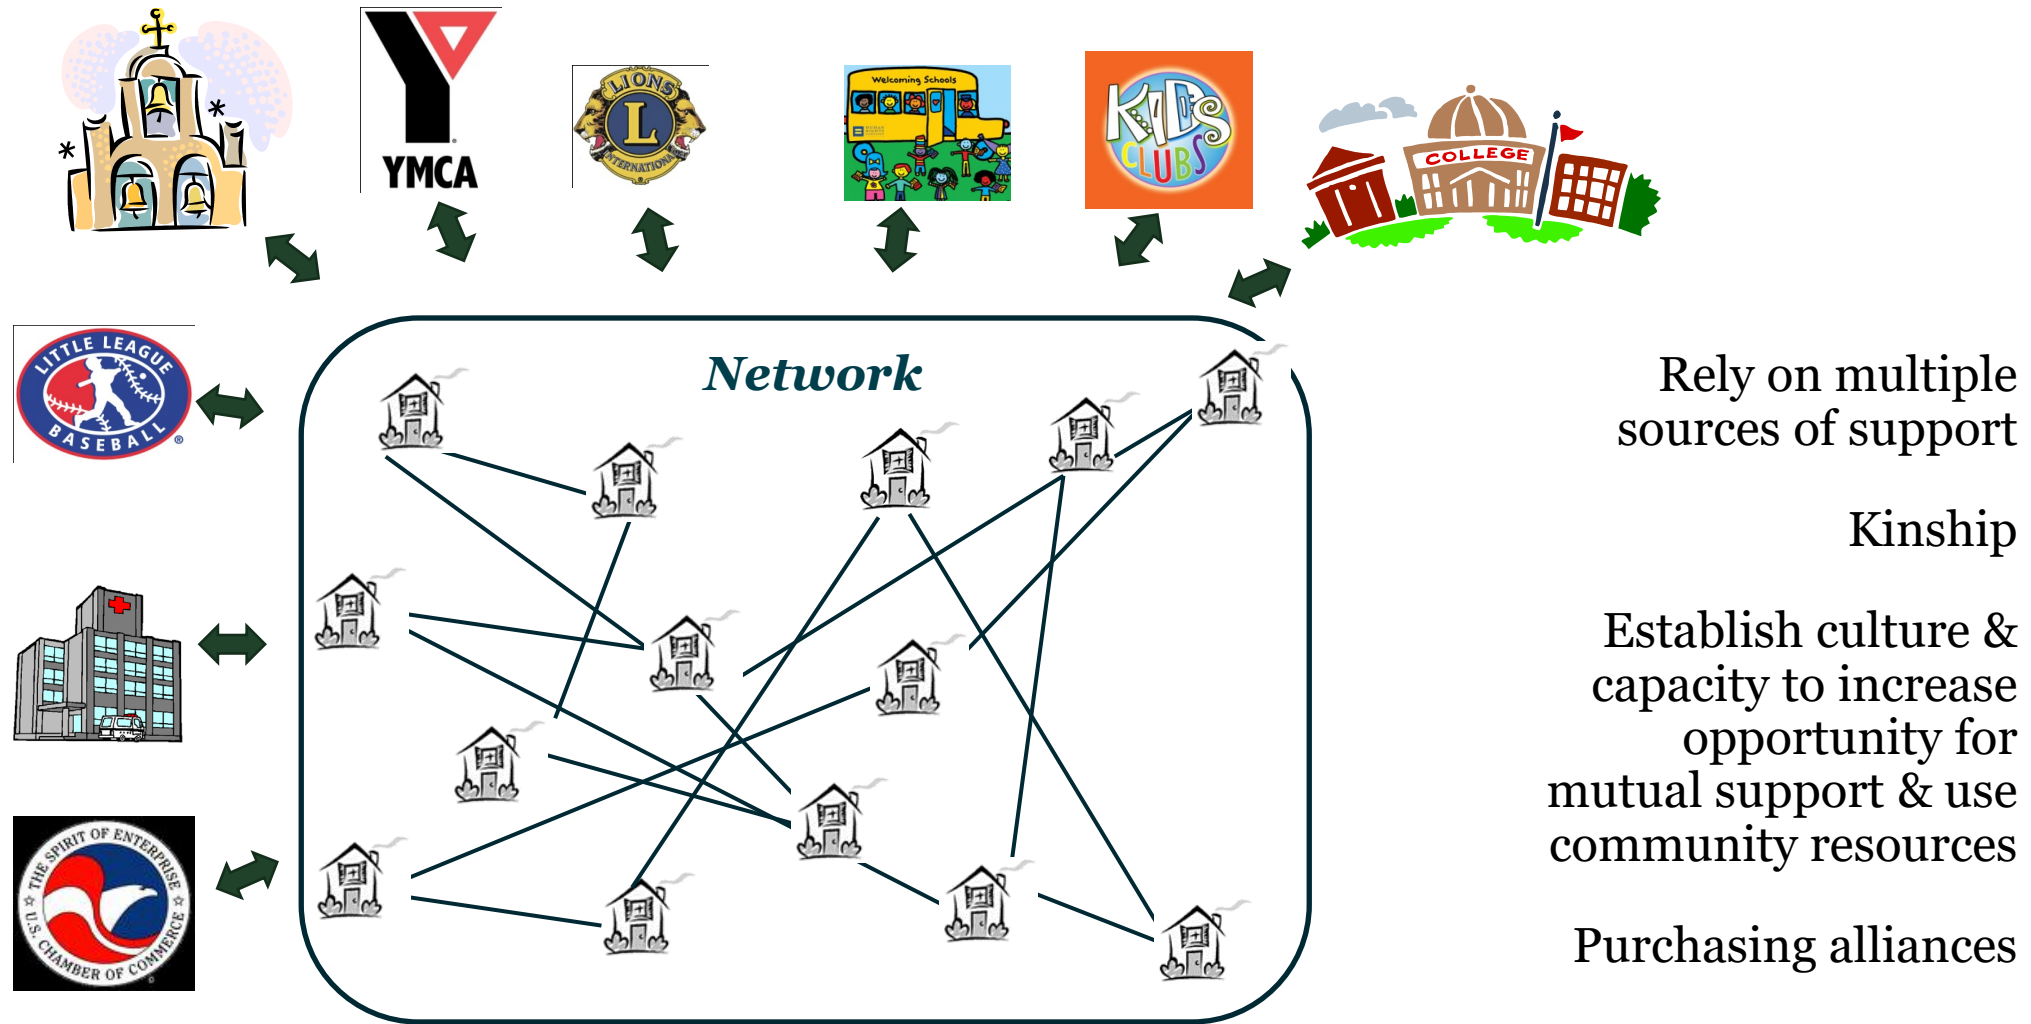 YMCA
LIONS
L
INTERNATIONAL
Welcoming Schools
KIDS
CLUBS
COLLEGE
LITTLE LEAGUE
BASEBALL
®
Network
Rely on multiple
sources of support
Kinship
Establish culture &
capacity to increase
opportunity for
mutual support & use
community resources
Purchasing alliances
THE SPIRIT OF ENTERPRISE
U.S. CHAMBER OF COMMERCE